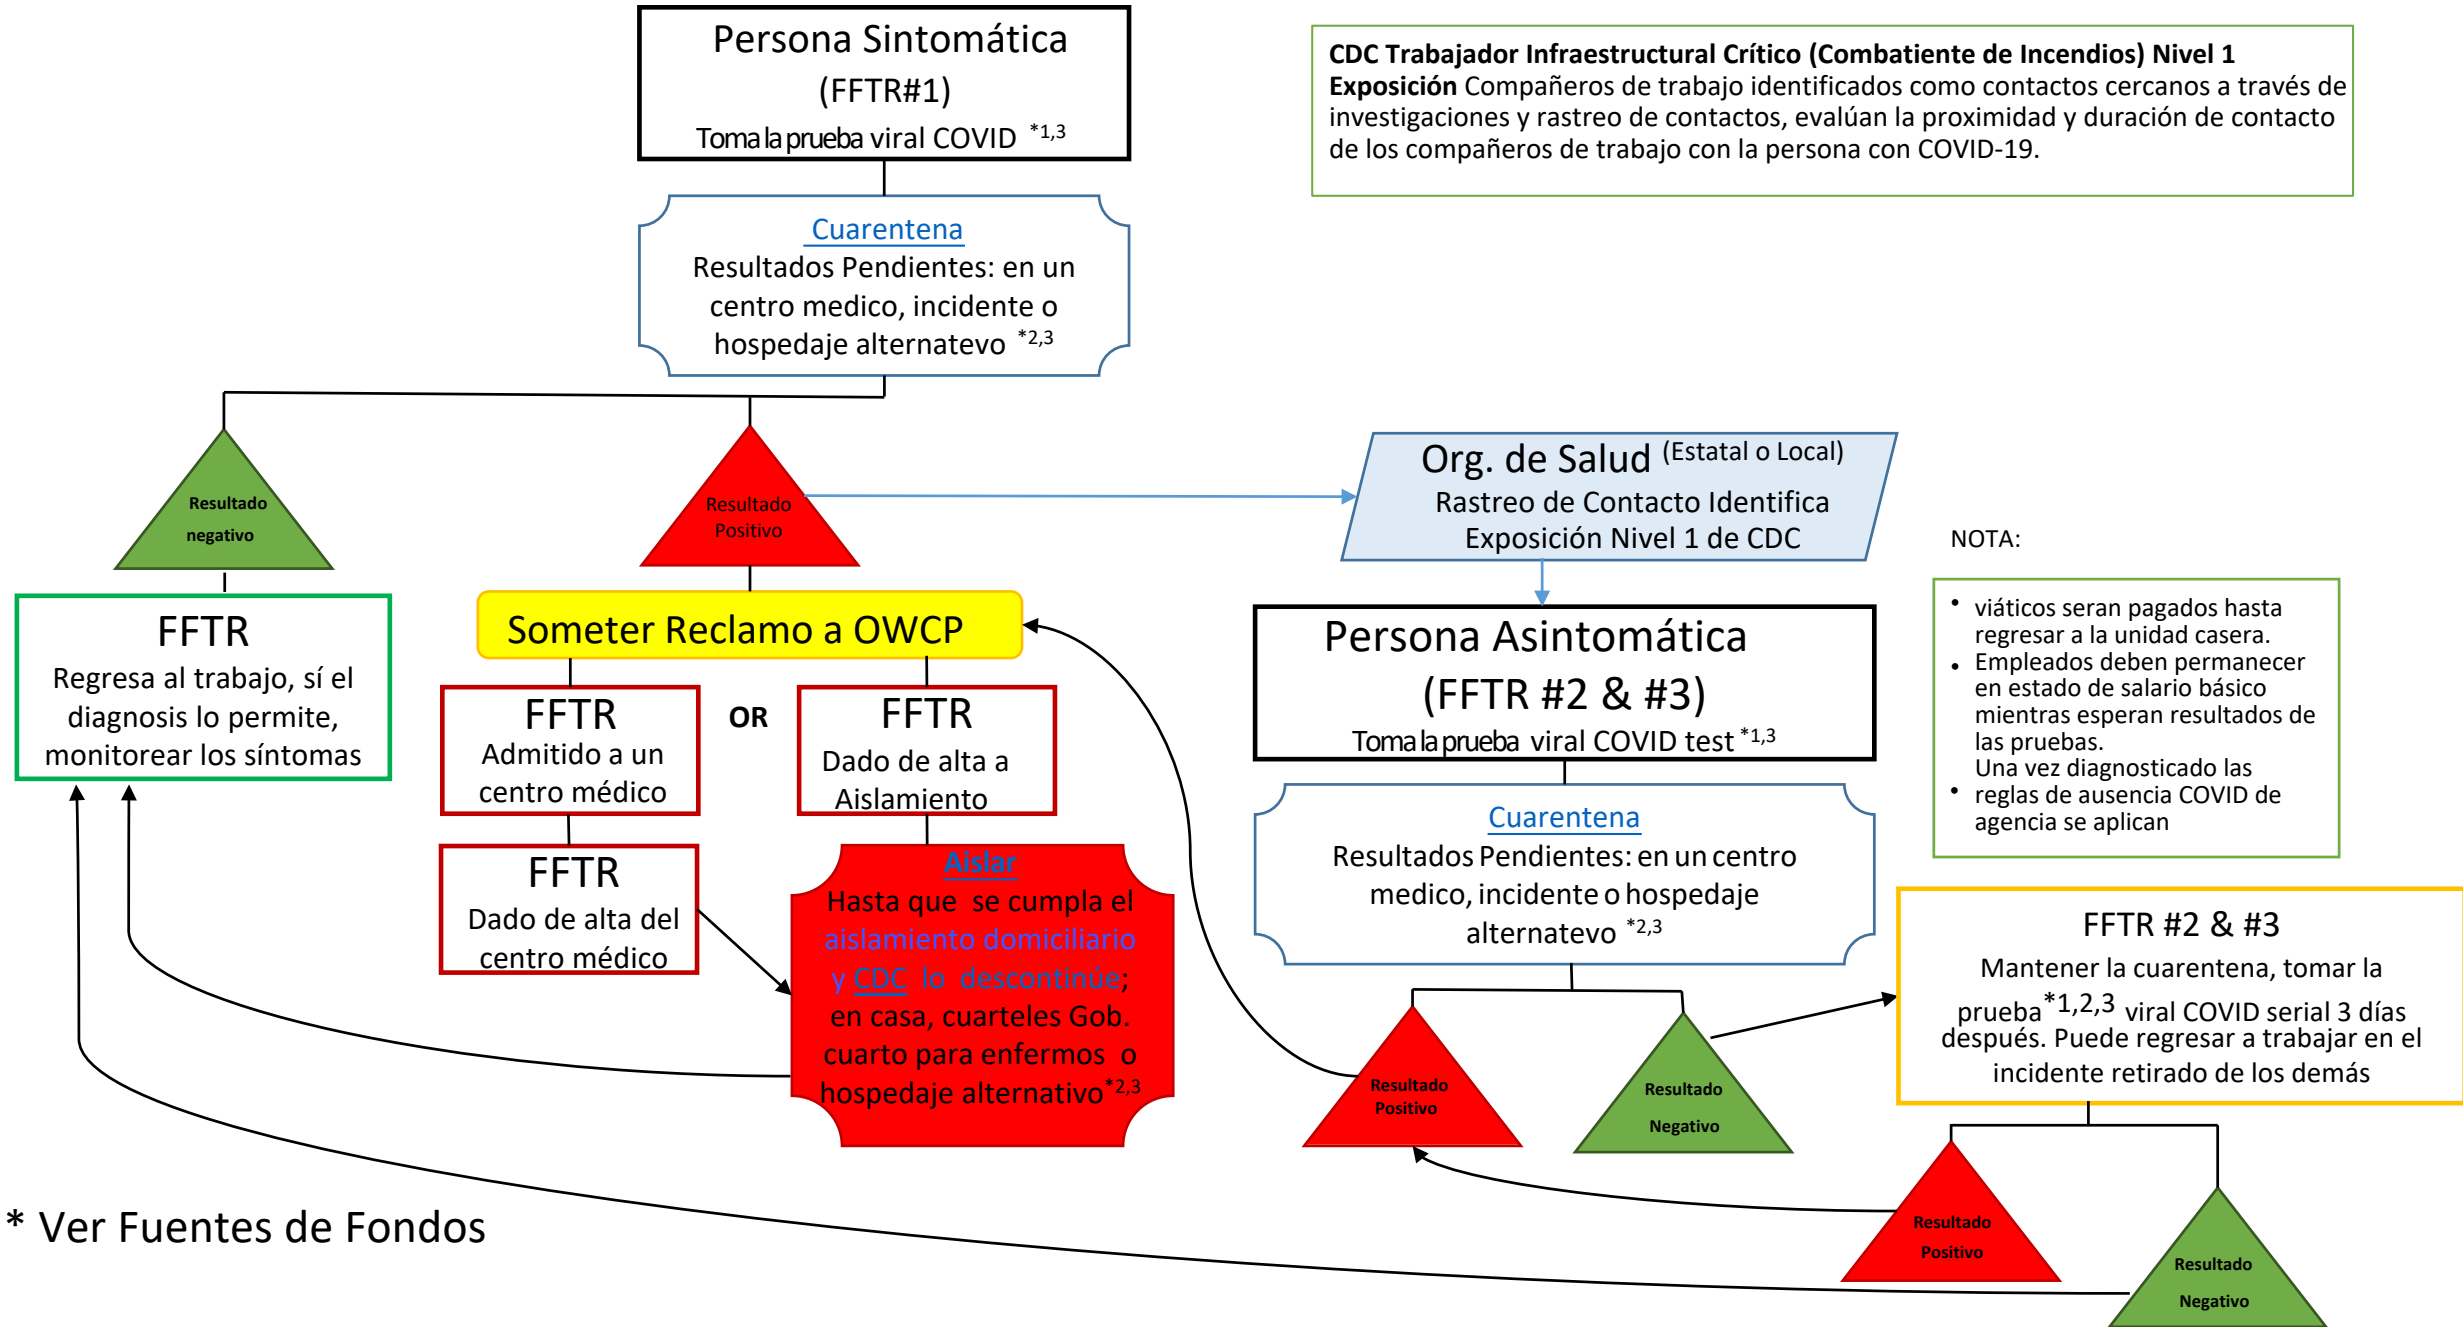 Persona Sintomática
(FFTR#1)
Toma la prueba viral COVID *1,3
CDC Trabajador Infraestructural Crítico (Combatiente de Incendios) Nivel 1
Exposición Compañeros de trabajo identificados como contactos cercanos a través de
investigaciones y rastreo de contactos, evalúan la proximidad y duración de contacto
de los compañeros de trabajo con la persona con COVID-19.
Cuarentena
Resultados Pendientes: en un
centro medico, incidente o
hospedaje alternatevo *2,3
Resultado
negativo
Resultado
Positivo
Org. de Salud (Estatal o Local)
Rastreo de Contacto Identifica
Exposición Nivel 1 de CDC
NOTA:
• viáticos seran pagados hasta
regresar a la unidad casera.
• Empleados deben permanecer
en estado de salario básico
mientras esperan resultados de
las pruebas.
Una vez diagnosticado las
• reglas de ausencia COVID de
agencia se aplican
FFTR
Regresa al trabajo, sí el
diagnosis lo permite,
monitorear los síntomas
Someter Reclamo a OWCP
FFTR
Admitido a un
centro médico
OR
FFTR
Dado de alta a
Aislamiento
FFTR
Dado de alta del
centro médico
Aislar
Hasta que se cumpla el
aislamiento domiciliario
y CDC lo descontinúe;
en casa, cuarteles Gob.
cuarto para enfermos o
hospedaje alternativo*2,3
Persona Asintomática
(FFTR #2 & #3)
Toma la prueba viral COVID test *1,3
Cuarentena
Resultados Pendientes: en un centro
medico, incidente o hospedaje
alternatevo *2,3
FFTR #2 & #3
Mantener la cuarentena, tomar la
prueba*1,2,3 viral COVID serial 3 días
después. Puede regresar a trabajar en el
incidente retirado de los demás
Resultado
Positivo
Resultado
Negativo
Resultado
Positivo
Resultado
Negativo
* Ver Fuentes de Fondos